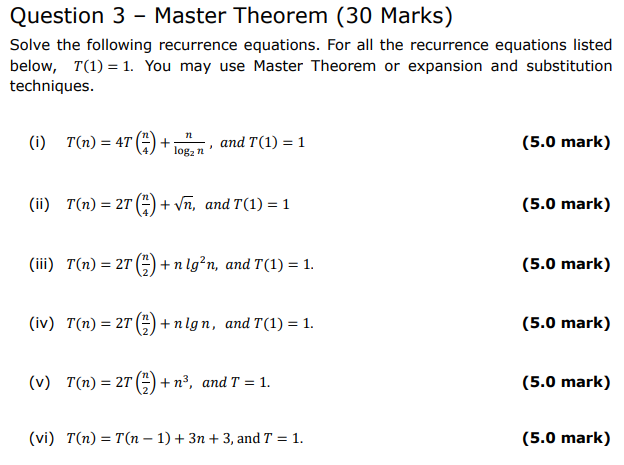 Question 3 – Master Theorem (30 Marks)
Solve the following recurrence equations. For all the recurrence equations listed
below, T(1) = 1. You may use Master Theorem or expansion and substitution
techniques.
(i) T(n) = 4T(n/4) + n/log₂ n , and T(1) = 1 (5.0 mark)
(ii) T(n) = 2T(n/4) + √n, and T(1) = 1 (5.0 mark)
(iii) T(n) = 2T(n/2) + n lg²n, and T(1) = 1. (5.0 mark)
(iv) T(n) = 2T(n/2) + n lg n, and T(1) = 1. (5.0 mark)
(v) T(n) = 2T(n/2) + n³, and T = 1. (5.0 mark)
(vi) T(n) = T(n − 1) + 3n + 3, and T = 1. (5.0 mark)